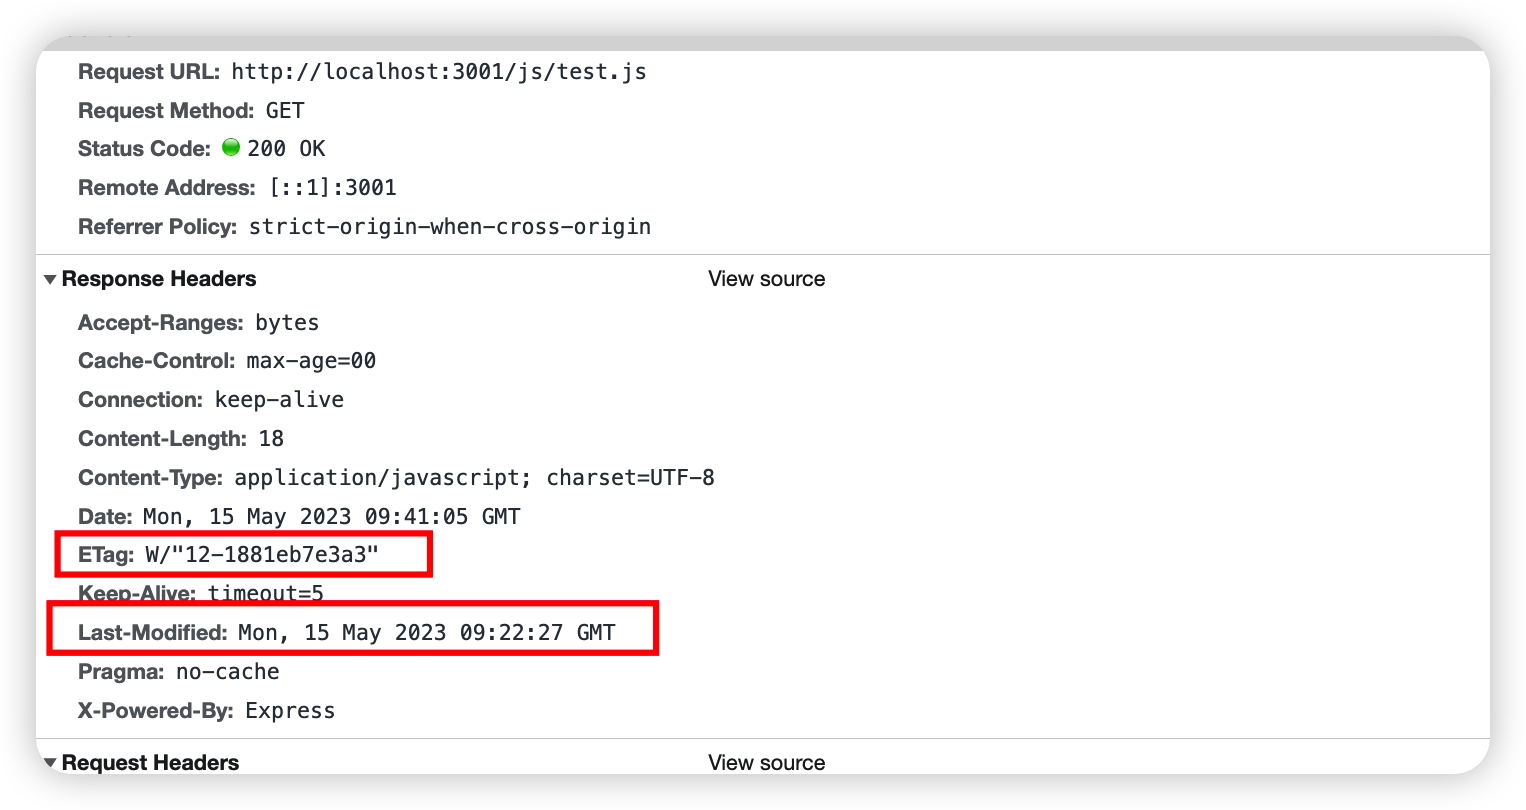 Request URL: http://localhost:3001/js/test.js
Request Method: GET
Status Code: 200 OK
Remote Address: [::1]:3001
Referrer Policy: strict-origin-when-cross-origin
Response Headers View source
Accept-Ranges: bytes
Cache-Control: max-age=00
Connection: keep-alive
Content-Length: 18
Content-Type: application/javascript; charset=UTF-8
Date: Mon, 15 May 2023 09:41:05 GMT
ETag: W/"12-1881eb7e3a3"
Keep-Alive: timeout=5
Last-Modified: Mon, 15 May 2023 09:22:27 GMT
Pragma: no-cache
X-Powered-By: Express
Request Headers View source